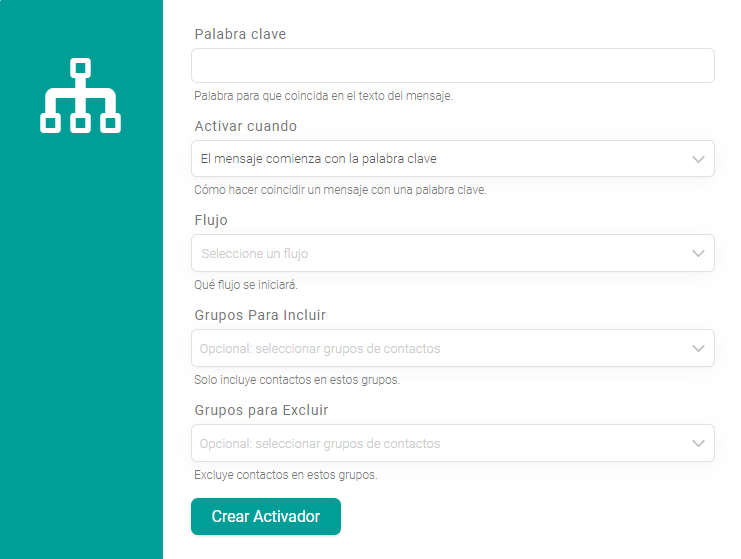 Palabra clave
Palabra para que coincida en el texto del mensaje.
Activar cuando
El mensaje comienza con la palabra clave
Cómo hacer coincidir un mensaje con una palabra clave.
Flujo
Seleccione un flujo
Qué flujo se iniciará.
Grupos Para Incluir
Opcional: seleccionar grupos de contactos
Solo incluye contactos en estos grupos.
Grupos para Excluir
Opcional: seleccionar grupos de contactos
Excluye contactos en estos grupos.
Crear Activador